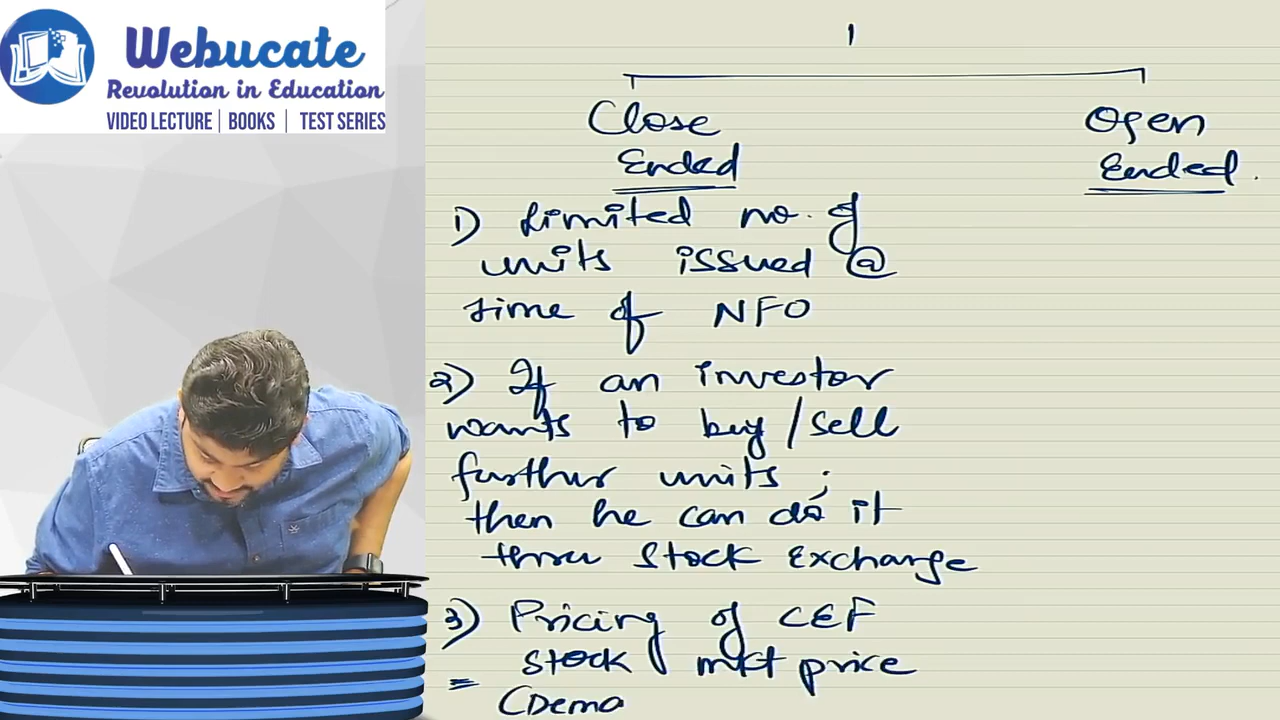 Webucate
Revolution in Education
VIDEO LECTURE | BOOKS | TEST SERIES
Close
Ended
Open
Ended.
1) Limited no. of
units issued @
time of NFO
2) If an investor
wants to buy/sell
further units;
then he can do it
thru Stock Exchange
3) Pricing of CEF
= Stock mkt price
(Dema